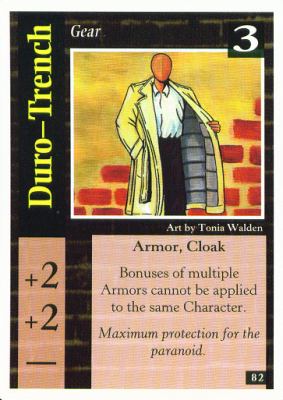 Duro-Trench
Gear
3
Art by Tonia Walden
+2
+2
—
Armor, Cloak
Bonuses of multiple
Armors cannot be applied
to the same Character.
Maximum protection for the
paranoid.
82